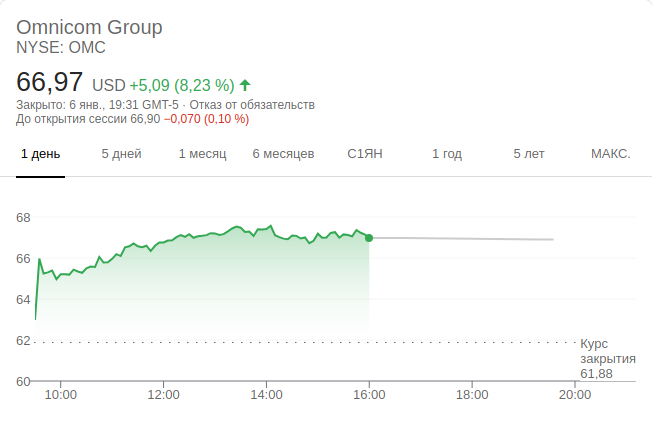 Omnicom Group
NYSE: OMC
66,97 USD +5,09 (8,23 %)
Закрыто: 6 янв., 19:31 GMT-5 · Отказ от обязательств
До открытия сессии 66,90 −0,070 (0,10 %)
1 день 5 дней 1 месяц 6 месяцев С1ЯН 1 год 5 лет МАКС.
68
66
64
62
60
Курс
закрытия
61,88
10:00 12:00 14:00 16:00 18:00 20:00